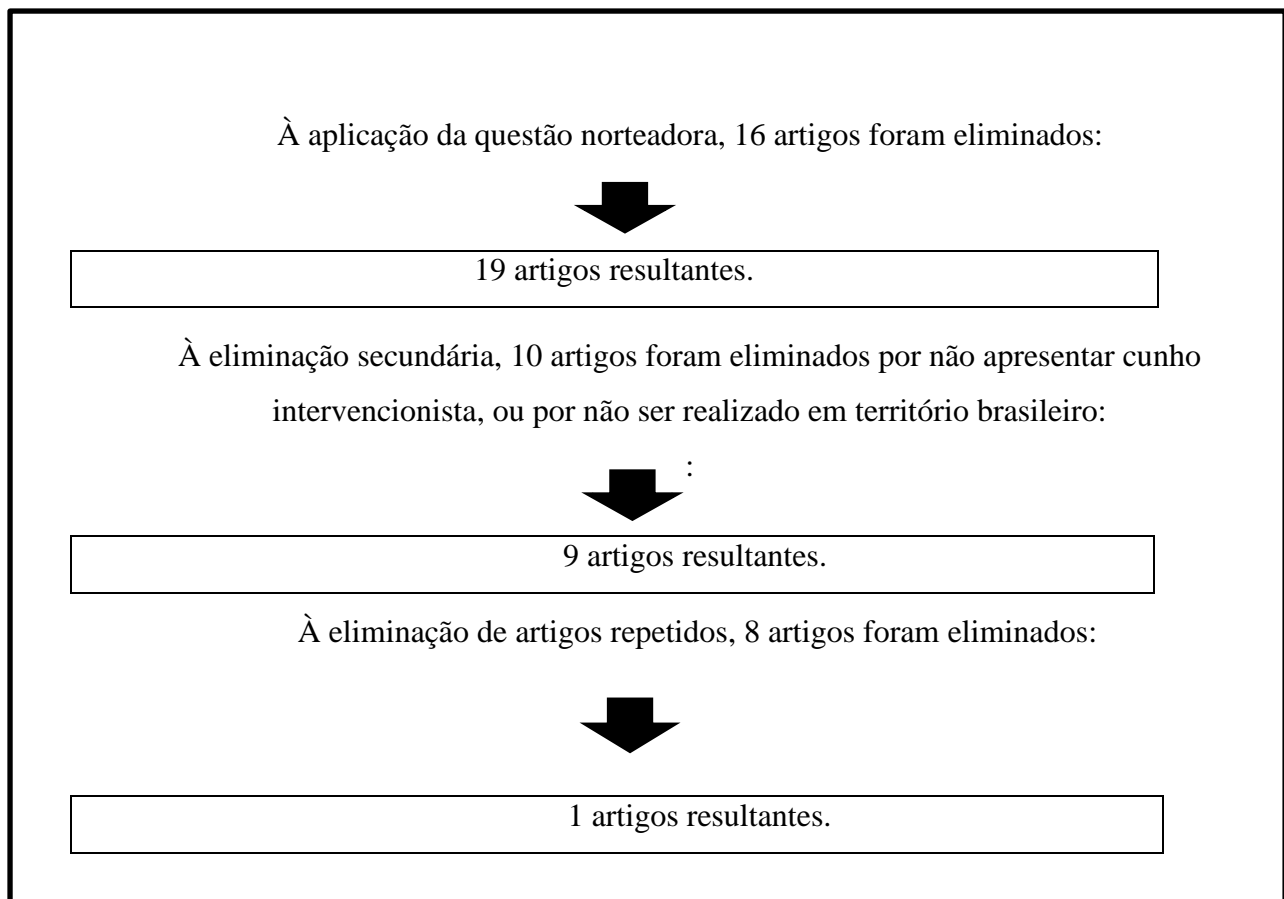 À aplicação da questão norteadora, 16 artigos foram eliminados:
19 artigos resultantes.
À eliminação secundária, 10 artigos foram eliminados por não apresentar cunho
intervencionista, ou por não ser realizado em território brasileiro:
:
9 artigos resultantes.
À eliminação de artigos repetidos, 8 artigos foram eliminados:
1 artigos resultantes.